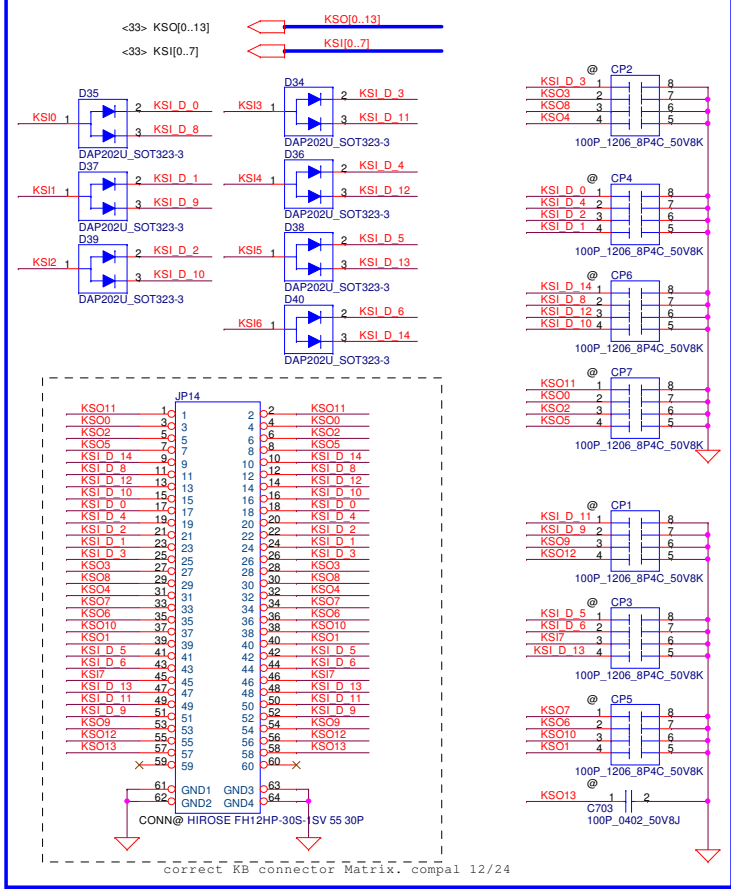 <33> KSO[0..13] KSO[0..13]
<33> KSI[0..7] KSI[0..7]
D35
KSI0 1 2 KSI_D_0
3 KSI_D_8
DAP202U_SOT323-3
D34
KSI3 1 2 KSI_D_3
3 KSI_D_11
DAP202U_SOT323-3
D37
KSI1 1 2 KSI_D_1
3 KSI_D_9
DAP202U_SOT323-3
D36
KSI4 1 2 KSI_D_4
3 KSI_D_12
DAP202U_SOT323-3
D39
KSI2 1 2 KSI_D_2
3 KSI_D_10
DAP202U_SOT323-3
D38
KSI5 1 2 KSI_D_5
3 KSI_D_13
DAP202U_SOT323-3
D40
KSI6 1 2 KSI_D_6
3 KSI_D_14
DAP202U_SOT323-3
JP14
KSO11 1 1 2 2 KSO11
KSO0 3 3 4 4 KSO0
KSO2 5 5 6 6 KSO2
KSO5 7 7 8 8 KSO5
KSI_D_14 9 9 10 10 KSI_D_14
KSI_D_8 11 11 12 12 KSI_D_8
KSI_D_12 13 13 14 14 KSI_D_12
KSI_D_10 15 15 16 16 KSI_D_10
KSI_D_0 17 17 18 18 KSI_D_0
KSI_D_4 19 19 20 20 KSI_D_4
KSI_D_2 21 21 22 22 KSI_D_2
KSI_D_1 23 23 24 24 KSI_D_1
KSI_D_3 25 25 26 26 KSI_D_3
KSO3 27 27 28 28 KSO3
KSO8 29 29 30 30 KSO8
KSO4 31 31 32 32 KSO4
KSO7 33 33 34 34 KSO7
KSO6 35 35 36 36 KSO6
KSO10 37 37 38 38 KSO10
KSO1 39 39 40 40 KSO1
KSI_D_5 41 41 42 42 KSI_D_5
KSI_D_6 43 43 44 44 KSI_D_6
KSI7 45 45 46 46 KSI7
KSI_D_13 47 47 48 48 KSI_D_13
KSI_D_11 49 49 50 50 KSI_D_11
KSI_D_9 51 51 52 52 KSI_D_9
KSO9 53 53 54 54 KSO9
KSO12 55 55 56 56 KSO12
KSO13 57 57 58 58 KSO13
59 59 60 60
61 GND1 GND3 63
62 GND2 GND4 64
CONN@ HIROSE FH12HP-30S-1SV 55 30P
correct KB connector Matrix. compal 12/24
@ CP2
KSI_D_3 1 8
KSO3 2 7
KSO8 3 6
KSO4 4 5
100P_1206_8P4C_50V8K
@ CP4
KSI_D_0 1 8
KSI_D_4 2 7
KSI_D_2 3 6
KSI_D_1 4 5
100P_1206_8P4C_50V8K
@ CP6
KSI_D_14 1 8
KSI_D_8 2 7
KSI_D_12 3 6
KSI_D_10 4 5
100P_1206_8P4C_50V8K
@ CP7
KSO11 1 8
KSO0 2 7
KSO2 3 6
KSO5 4 5
100P_1206_8P4C_50V8K
@ CP1
KSI_D_11 1 8
KSI_D_9 2 7
KSO9 3 6
KSO12 4 5
100P_1206_8P4C_50V8K
@ CP3
KSI_D_5 1 8
KSI_D_6 2 7
KSI7 3 6
KSI_D_13 4 5
100P_1206_8P4C_50V8K
@ CP5
KSO7 1 8
KSO6 2 7
KSO10 3 6
KSO1 4 5
100P_1206_8P4C_50V8K
@
KSO13 1 2
C703
100P_0402_50V8J